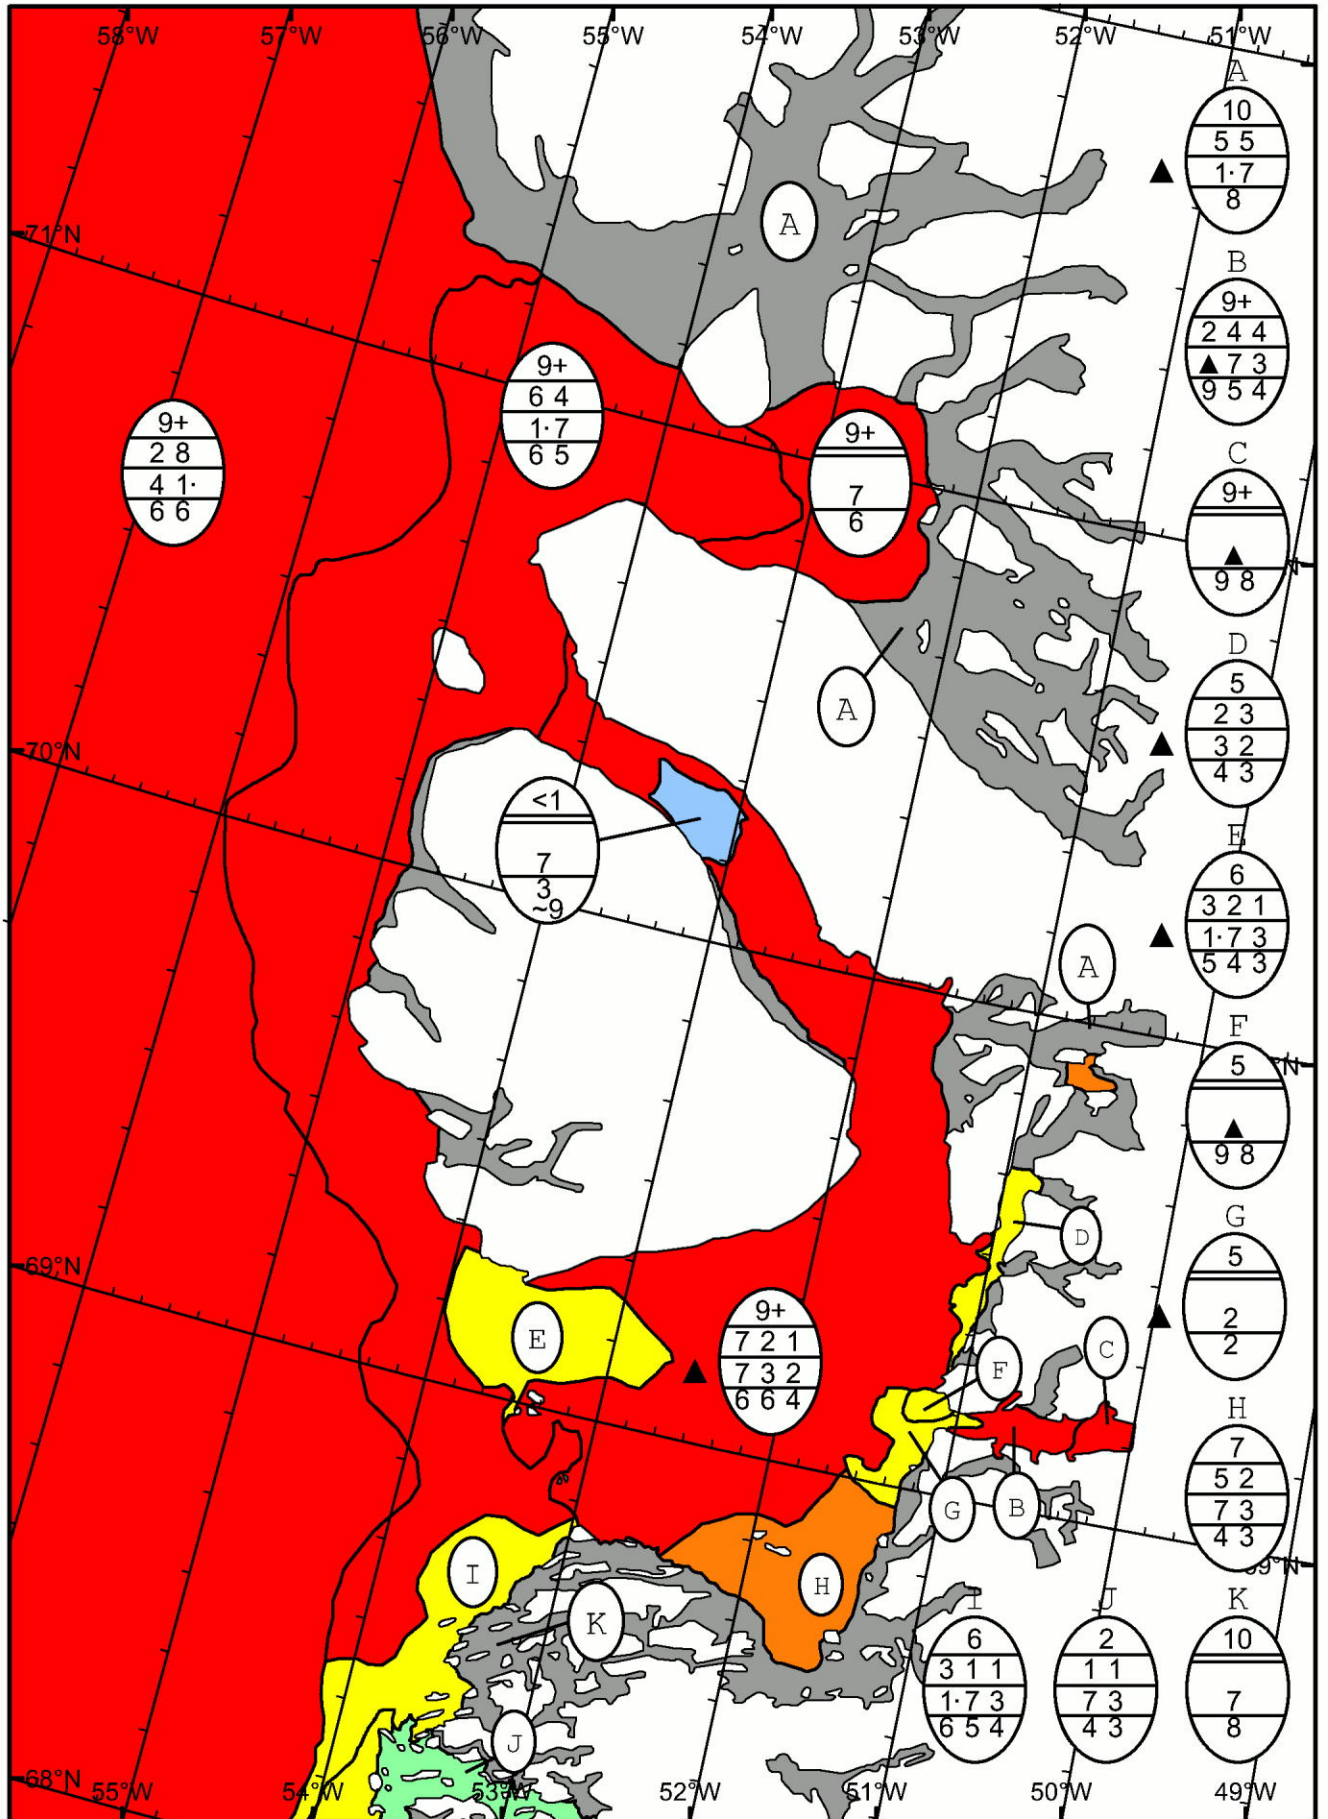 58°W 57°W 56°W 55°W 54°W 53°W 52°W 51°W
A
10
5 5
▲ 1· 7
8
A
71°N
B
9+
2 4 4
▲ 7 3
9 5 4
9+
6 4
1· 7
6 5
9+
2 8
4 1·
6 6
9+
7
6
C
9+
▲
9 8
N
D
5
2 3
▲ 3 2
4 3
A
70°N
<1
7
3
~9
E
6
3 2 1
▲ 1· 7 3
5 4 3
A
F
5
▲
9 8
N
D
G
5
▲ 2
2
69°N
E
9+
7 2 1
▲ 7 3 2
6 6 4
C
F
H
7
5 2
7 3
4 3
G
B
9°N
I
H
K
I
6
3 1 1
1· 7 3
6 5 4
J
2
1 1
7 3
4 3
K
10
7
8
J
68°N
55°W 54°W 53°W 52°W 51°W 50°W 49°W